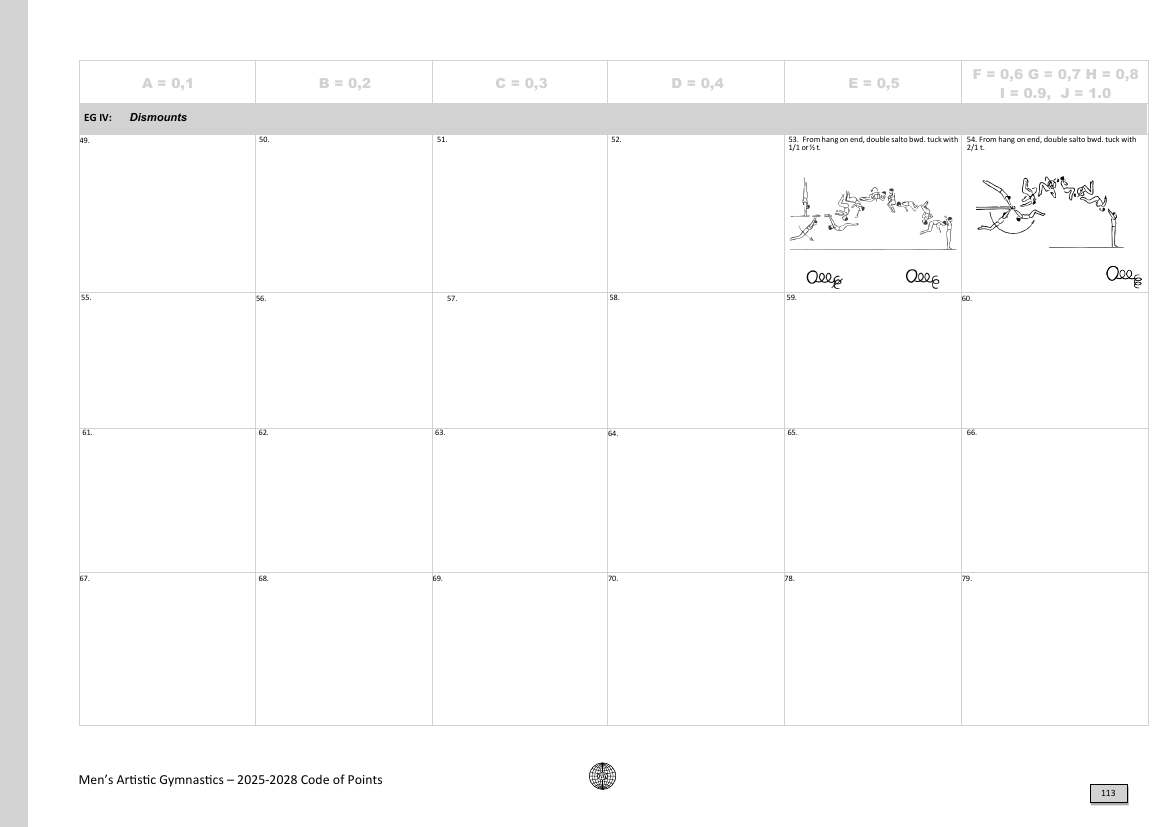 A = 0,1
B = 0,2
C = 0,3
D = 0,4
E = 0,5
F = 0,6 G = 0,7 H = 0,8
I = 0.9, J = 1.0
EG IV: Dismounts
49.
50.
51.
52.
53. From hang on end, double salto bwd. tuck with
1/1 or ½ t.
54. From hang on end, double salto bwd. tuck with
2/1 t.
55.
56.
57.
58.
59.
60.
61.
62.
63.
64.
65.
66.
67.
68.
69.
70.
78.
79.
Men's Artistic Gymnastics – 2025-2028 Code of Points
113